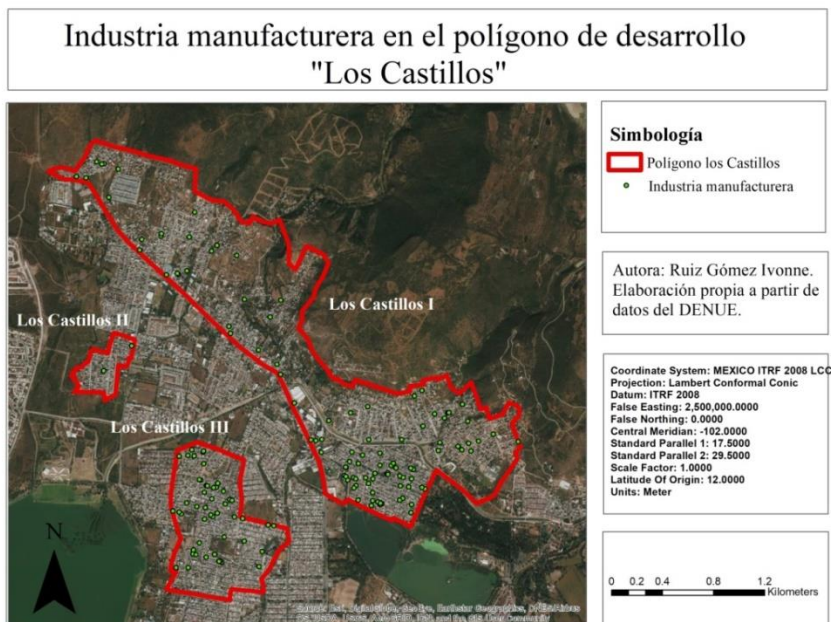 Industria manufacturera en el polígono de desarrollo
"Los Castillos"
Los Castillos I
Los Castillos II
Los Castillos III
N
Simbología
Polígono los Castillos
Industria manufacturera
Autora: Ruiz Gómez Ivonne.
Elaboración propia a partir de
datos del DENUE.
Coordinate System: MEXICO ITRF 2008 LCC
Projection: Lambert Conformal Conic
Datum: ITRF 2008
False Easting: 2,500,000.0000
False Northing: 0.0000
Central Meridian: -102.0000
Standard Parallel 1: 17.5000
Standard Parallel 2: 29.5000
Scale Factor: 1.0000
Latitude Of Origin: 12.0000
Units: Meter
0 0.2 0.4 0.8 1.2
Kilometers